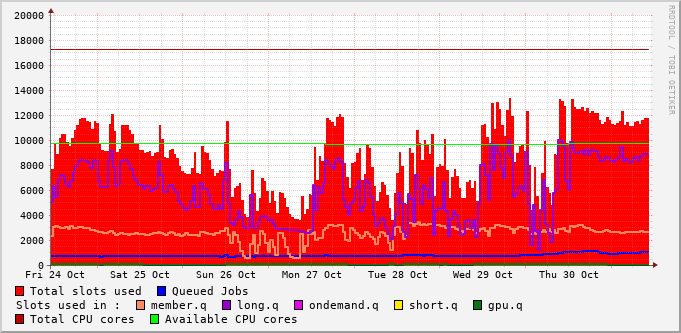 RRDTOOL / TOBI OETIKER
20000
18000
16000
14000
12000
10000
8000
6000
4000
2000
0
Fri 24 Oct Sat 25 Oct Sun 26 Oct Mon 27 Oct Tue 28 Oct Wed 29 Oct Thu 30 Oct
Total slots used Queued Jobs
Slots used in : member.q long.q ondemand.q short.q gpu.q
Total CPU cores Available CPU cores